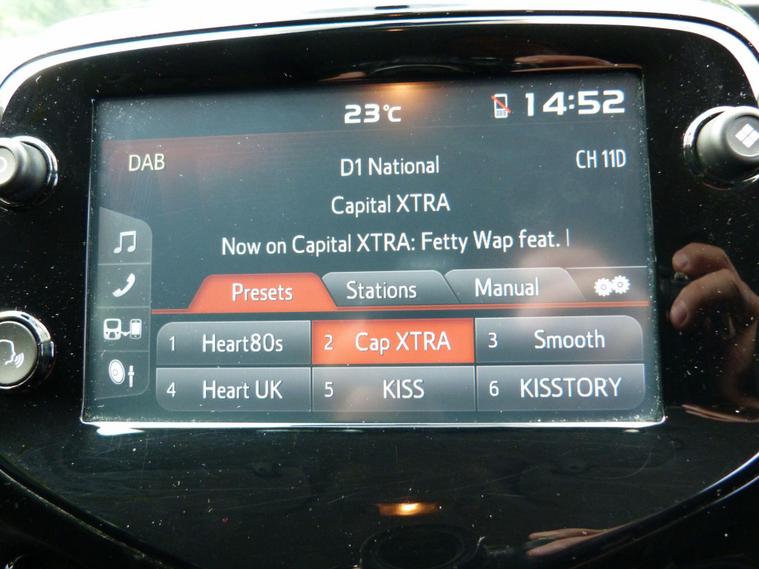 23°C
14:52
DAB
D1 National
CH 11D
Capital XTRA
Now on Capital XTRA: Fetty Wap feat. |
Presets
Stations
Manual
1 Heart80s
2 Cap XTRA
3 Smooth
4 Heart UK
5 KISS
6 KISSTORY